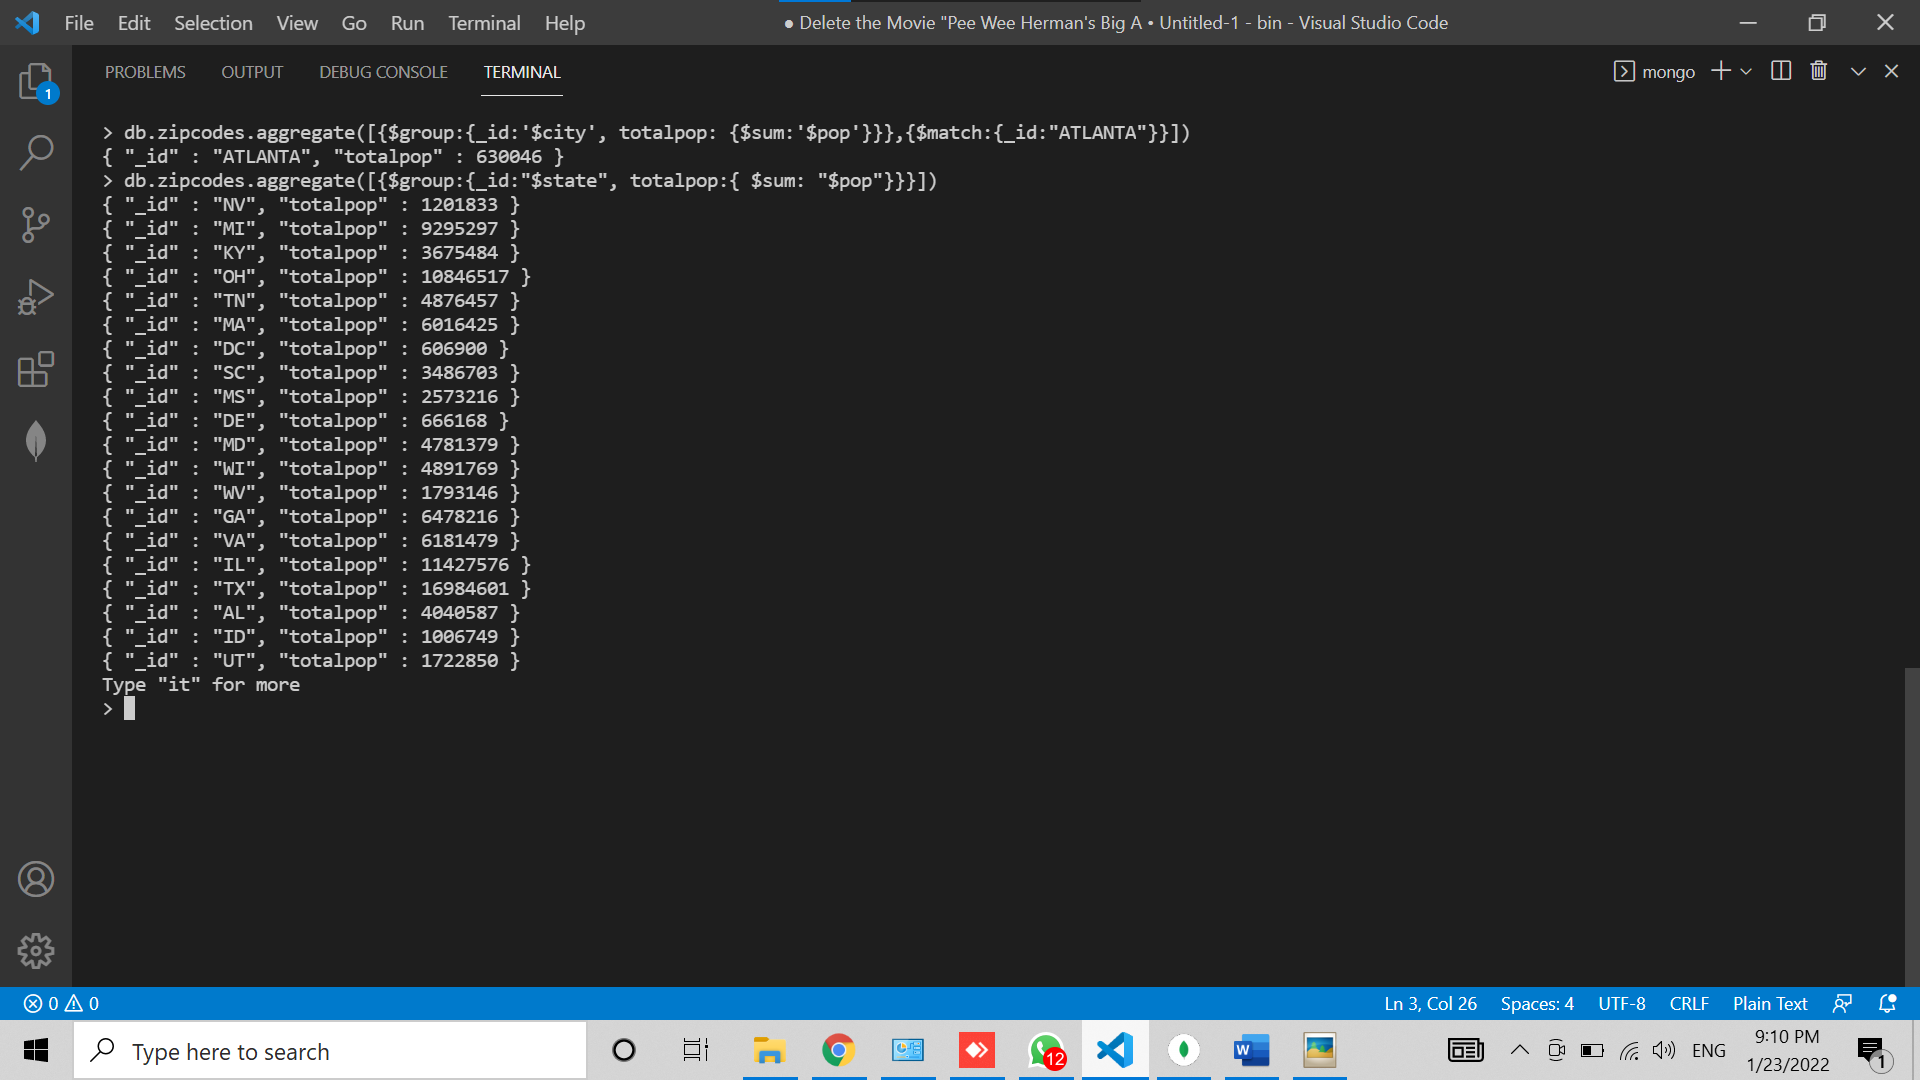 File Edit Selection View Go Run Terminal Help
● Delete the Movie "Pee Wee Herman's Big A • Untitled-1 - bin - Visual Studio Code
1
PROBLEMS OUTPUT DEBUG CONSOLE TERMINAL
mongo
> db.zipcodes.aggregate([{$group:{_id:'$city', totalpop: {$sum:'$pop'}}},{$match:{_id:"ATLANTA"}}])
{ "_id" : "ATLANTA", "totalpop" : 630046 }
> db.zipcodes.aggregate([{$group:{_id:"$state", totalpop:{ $sum: "$pop"}}}])
{ "_id" : "NV", "totalpop" : 1201833 }
{ "_id" : "MI", "totalpop" : 9295297 }
{ "_id" : "KY", "totalpop" : 3675484 }
{ "_id" : "OH", "totalpop" : 10846517 }
{ "_id" : "TN", "totalpop" : 4876457 }
{ "_id" : "MA", "totalpop" : 6016425 }
{ "_id" : "DC", "totalpop" : 606900 }
{ "_id" : "SC", "totalpop" : 3486703 }
{ "_id" : "MS", "totalpop" : 2573216 }
{ "_id" : "DE", "totalpop" : 666168 }
{ "_id" : "MD", "totalpop" : 4781379 }
{ "_id" : "WI", "totalpop" : 4891769 }
{ "_id" : "WV", "totalpop" : 1793146 }
{ "_id" : "GA", "totalpop" : 6478216 }
{ "_id" : "VA", "totalpop" : 6181479 }
{ "_id" : "IL", "totalpop" : 11427576 }
{ "_id" : "TX", "totalpop" : 16984601 }
{ "_id" : "AL", "totalpop" : 4040587 }
{ "_id" : "ID", "totalpop" : 1006749 }
{ "_id" : "UT", "totalpop" : 1722850 }
Type "it" for more
>
0 0
Ln 3, Col 26 Spaces: 4 UTF-8 CRLF Plain Text
Type here to search
12
W
ENG
9:10 PM
1/23/2022
1